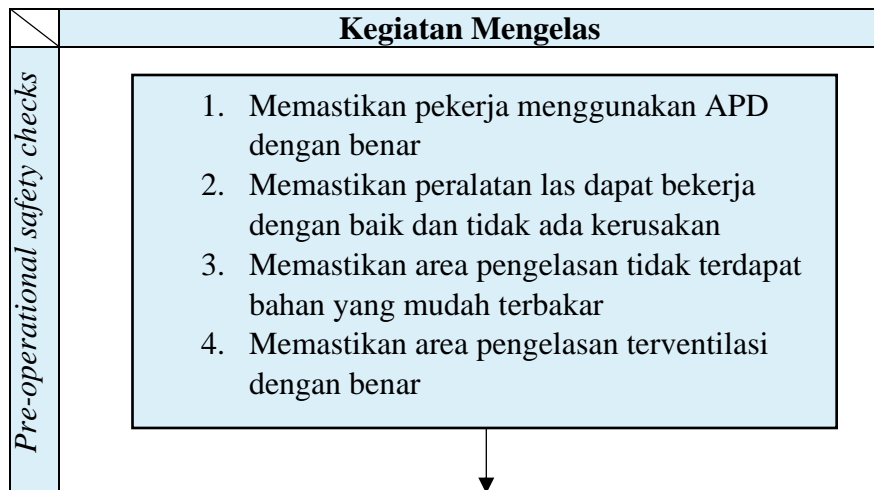 Kegiatan Mengelas
Pre-operational safety checks
1. Memastikan pekerja menggunakan APD
dengan benar
2. Memastikan peralatan las dapat bekerja
dengan baik dan tidak ada kerusakan
3. Memastikan area pengelasan tidak terdapat
bahan yang mudah terbakar
4. Memastikan area pengelasan terventilasi
dengan benar